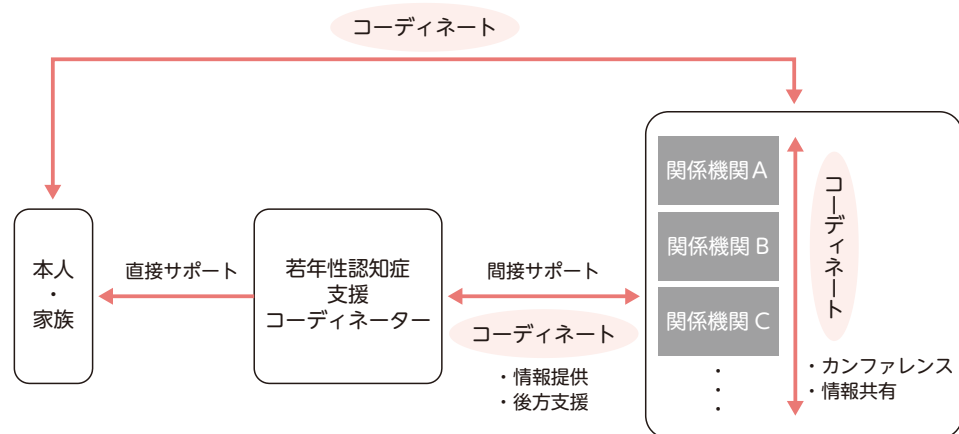 コーディネート
本人
・
家族
直接サポート
若年性認知症
支援
コーディネーター
間接サポート
コーディネート
・情報提供
・後方支援
関係機関 A
関係機関 B
関係機関 C
・
・
・
コーディネート
・カンファレンス
・情報共有